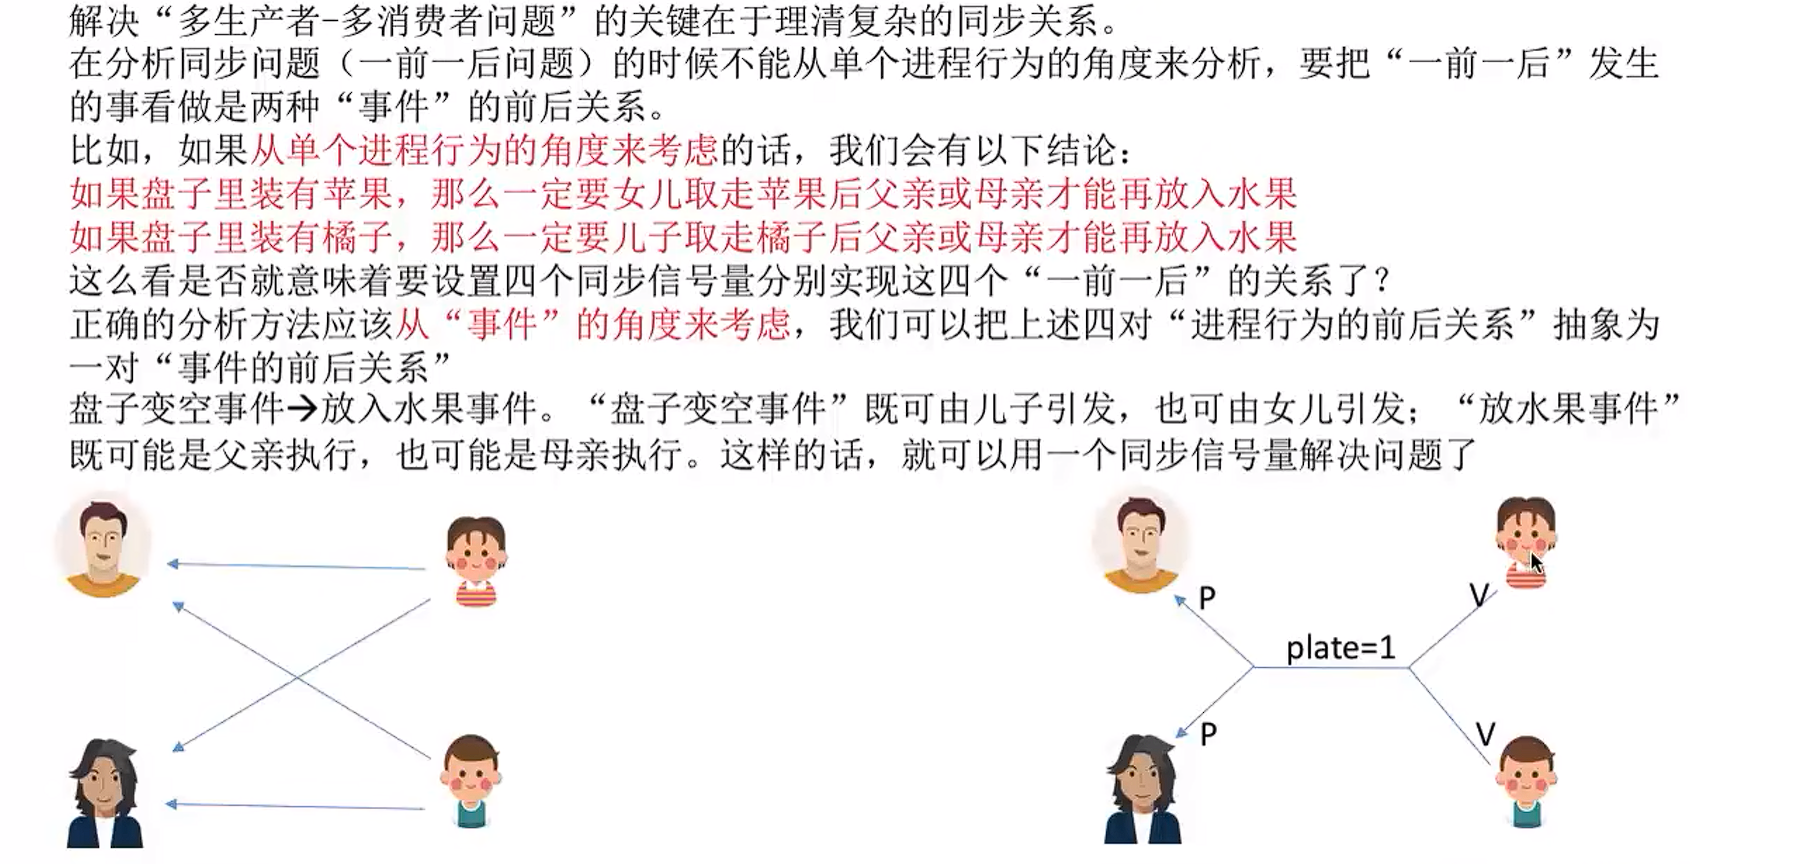 解决“多生产者-多消费者问题”的关键在于理清复杂的同步关系。
在分析同步问题（一前一后问题）的时候不能从单个进程行为的角度来分析，要把“一前一后”发生
的事看做是两种“事件”的前后关系。
比如，如果从单个进程行为的角度来考虑的话，我们会有以下结论：
如果盘子里装有苹果，那么一定要女儿取走苹果后父亲或母亲才能再放入水果
如果盘子里装有橘子，那么一定要儿子取走橘子后父亲或母亲才能再放入水果
这么看是否就意味着要设置四个同步信号量分别实现这四个“一前一后”的关系了？
正确的分析方法应该从“事件”的角度来考虑，我们可以把上述四对“进程行为的前后关系”抽象为
一对“事件的前后关系”
盘子变空事件→放入水果事件。“盘子变空事件”既可由儿子引发，也可由女儿引发；“放水果事件”
既可能是父亲执行，也可能是母亲执行。这样的话，就可以用一个同步信号量解决问题了
P
V
plate=1
P
V